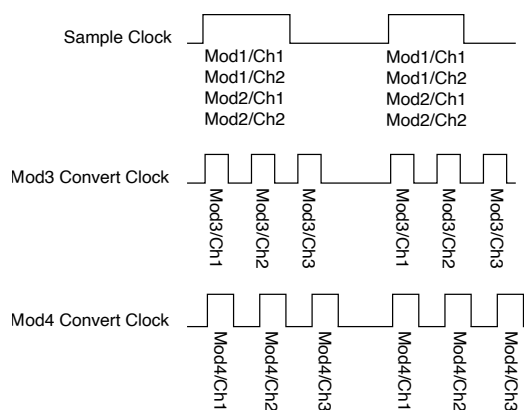 Sample Clock
Mod1/Ch1
Mod1/Ch2
Mod2/Ch1
Mod2/Ch2
Mod1/Ch1
Mod1/Ch2
Mod2/Ch1
Mod2/Ch2
Mod3 Convert Clock
Mod3/Ch1
Mod3/Ch2
Mod3/Ch3
Mod3/Ch1
Mod3/Ch2
Mod3/Ch3
Mod4 Convert Clock
Mod4/Ch1
Mod4/Ch2
Mod4/Ch3
Mod4/Ch1
Mod4/Ch2
Mod4/Ch3